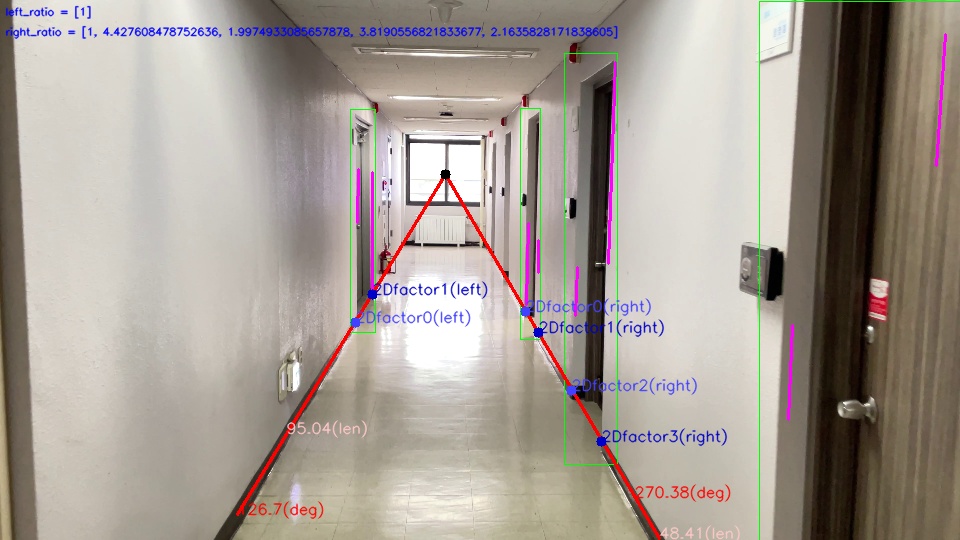 left_ratio = [1]
right_ratio = [1, 4.427608478752636, 1.9974933085657878, 3.8190556821833677, 2.1635828171838605]
2Dfactor1(left)
2Dfactor0(left)
2Dfactor0(right)
2Dfactor1(right)
2Dfactor2(right)
95.04(len)
2Dfactor3(right)
270.38(deg)
126.7(deg)
48.41(len)